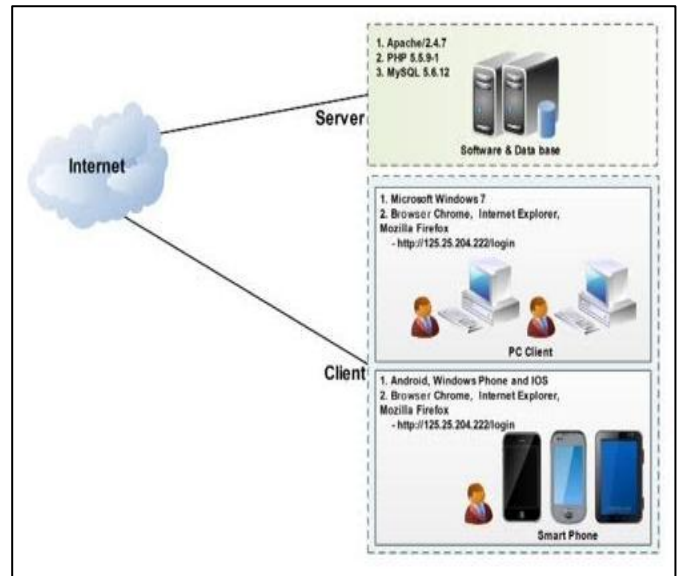 1. Apache/2.4.7
2. PHP 5.5.9-1
3. MySQL 5.6.12
Server
Software & Data base
Internet
1. Microsoft Windows 7
2. Browser Chrome, Internet Explorer,
Mozilla Firefox
- http://125.25.204.222/login
PC Client
Client
1. Android, Windows Phone and IOS
2. Browser Chrome, Internet Explorer,
Mozilla Firefox
- http://125.25.204.222/login
Smart Phone